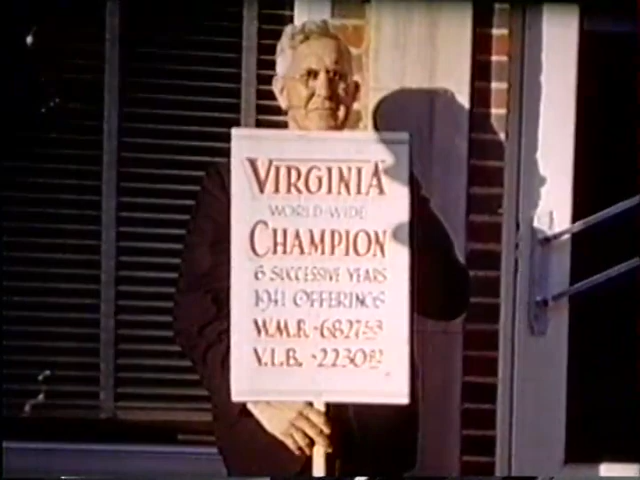 VIRGINIA
WORLD-WIDE
CHAMPION
6 SUCCESSIVE YEARS
1941 OFFERINGS
W.M.B. -6827.53
V.L.B. -2230.82